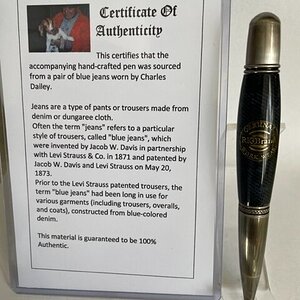 Certificate Of
Authenticity
This certifies that the
accompanying hand-crafted pen was sourced
from a pair of blue jeans worn by Charles
Dailey.
Jeans are a type of pants or trousers made from
denim or dungaree cloth.
Often the term "jeans" refers to a particular
style of trousers, called "blue jeans", which
were invented by Jacob W. Davis in partnership
with Levi Strauss & Co. in 1871 and patented by
Jacob W. Davis and Levi Strauss on May 20,
1873.
Prior to the Levi Strauss patented trousers, the
term "blue jeans" had been long in use for
various garments (including trousers, overalls,
and coats), constructed from blue-colored
denim.
This material is guaranteed to be 100%
Authentic.